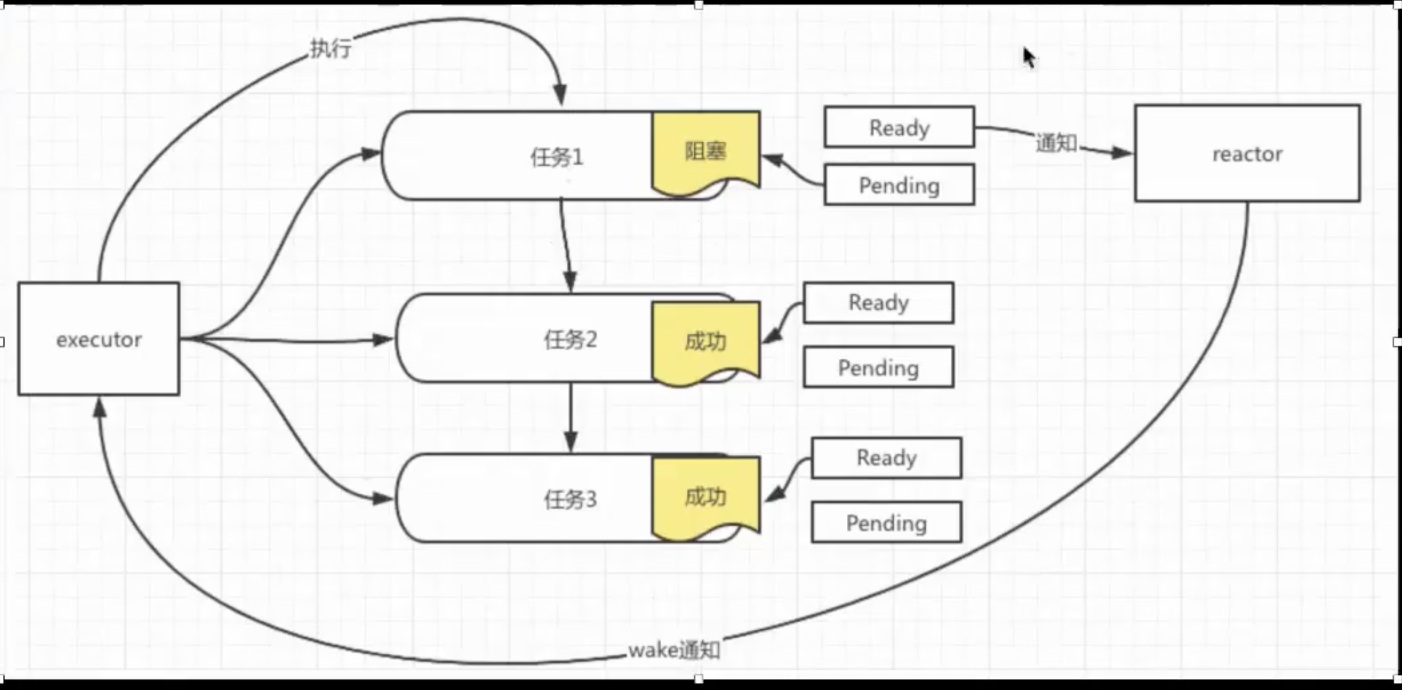 执行
任务1
阻塞
Ready
通知
reactor
Pending
executor
任务2
成功
Ready
Pending
任务3
成功
Ready
Pending
wake通知